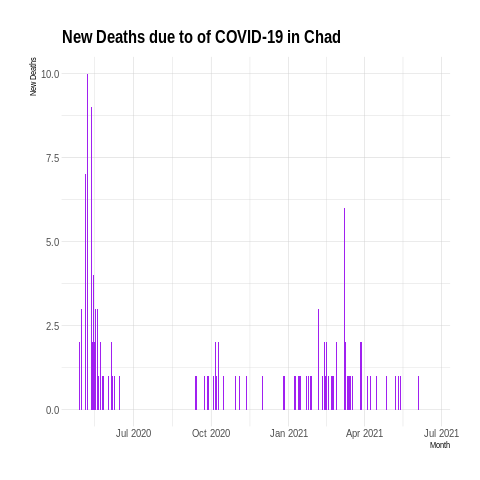 New Deaths due to of COVID-19 in Chad
New Deaths
10.0
7.5
5.0
2.5
0.0
Jul 2020 Oct 2020 Jan 2021 Apr 2021 Jul 2021
Month